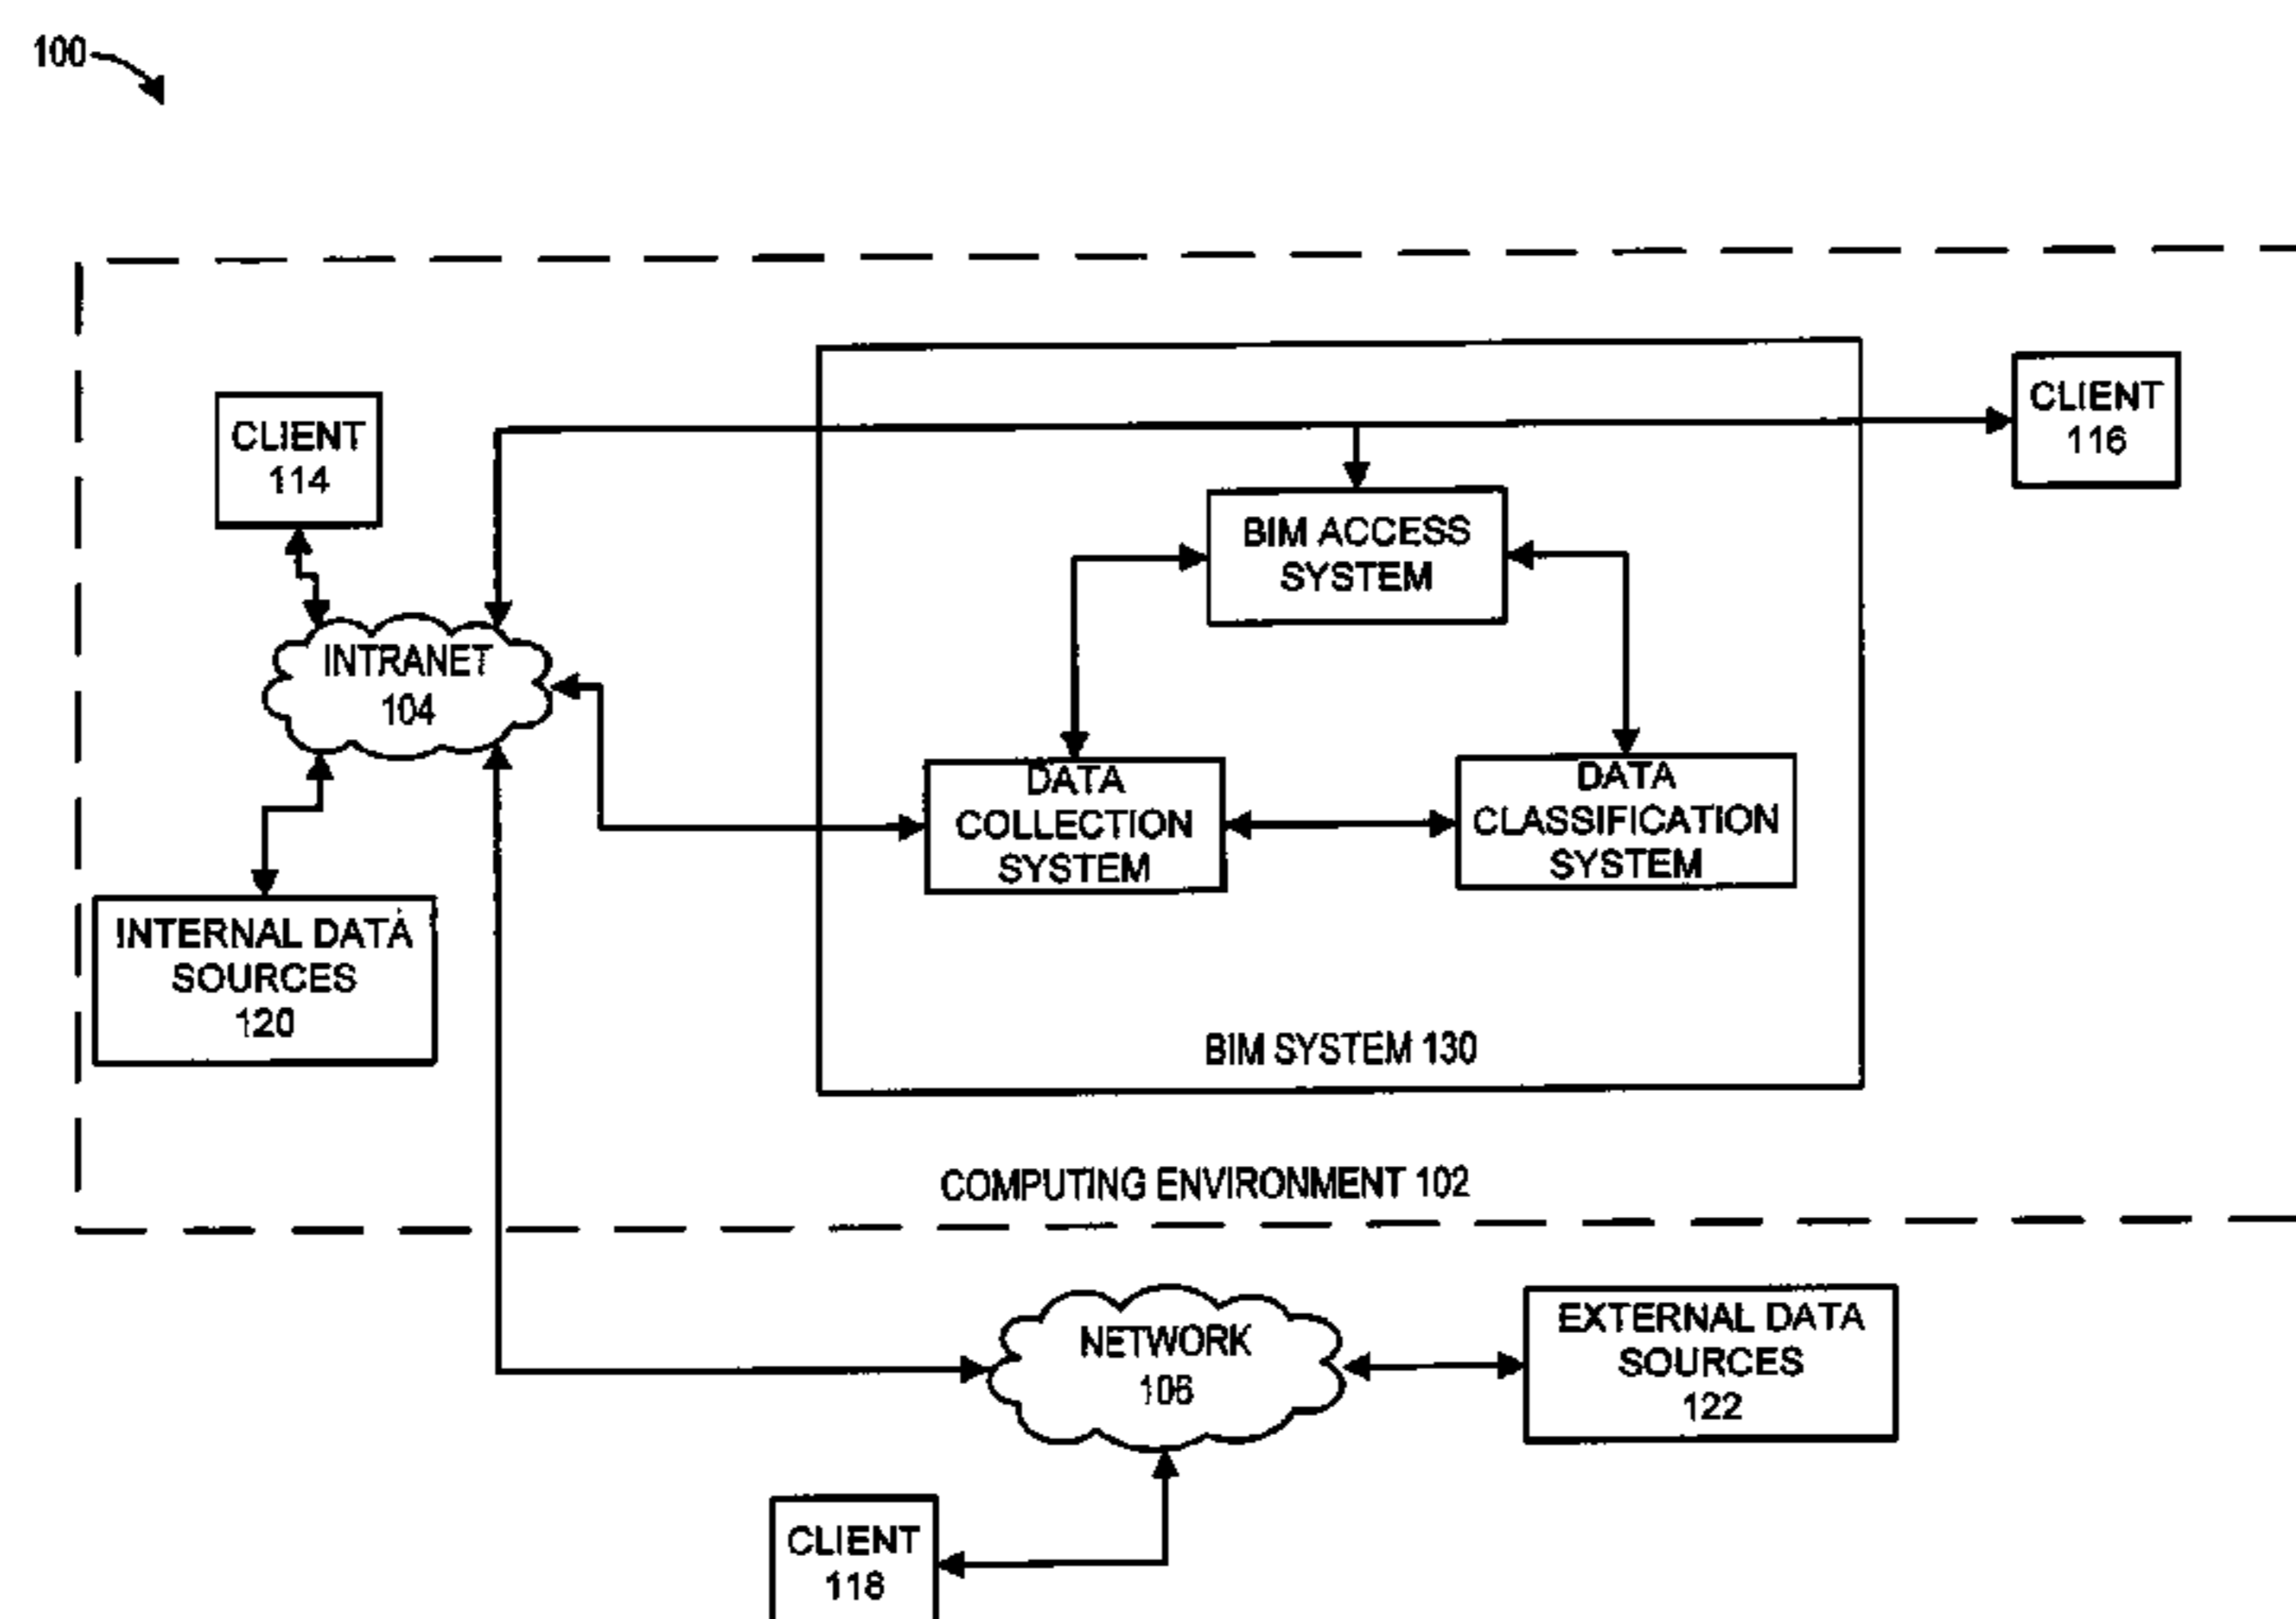 100
CLIENT
114
CLIENT
116
BIM ACCESS
SYSTEM
INTRANET
104
DATA
COLLECTION
SYSTEM
DATA
CLASSIFICATION
SYSTEM
INTERNAL DATA
SOURCES
120
BIM SYSTEM 130
COMPUTING ENVIRONMENT 102
NETWORK
106
EXTERNAL DATA
SOURCES
122
CLIENT
118